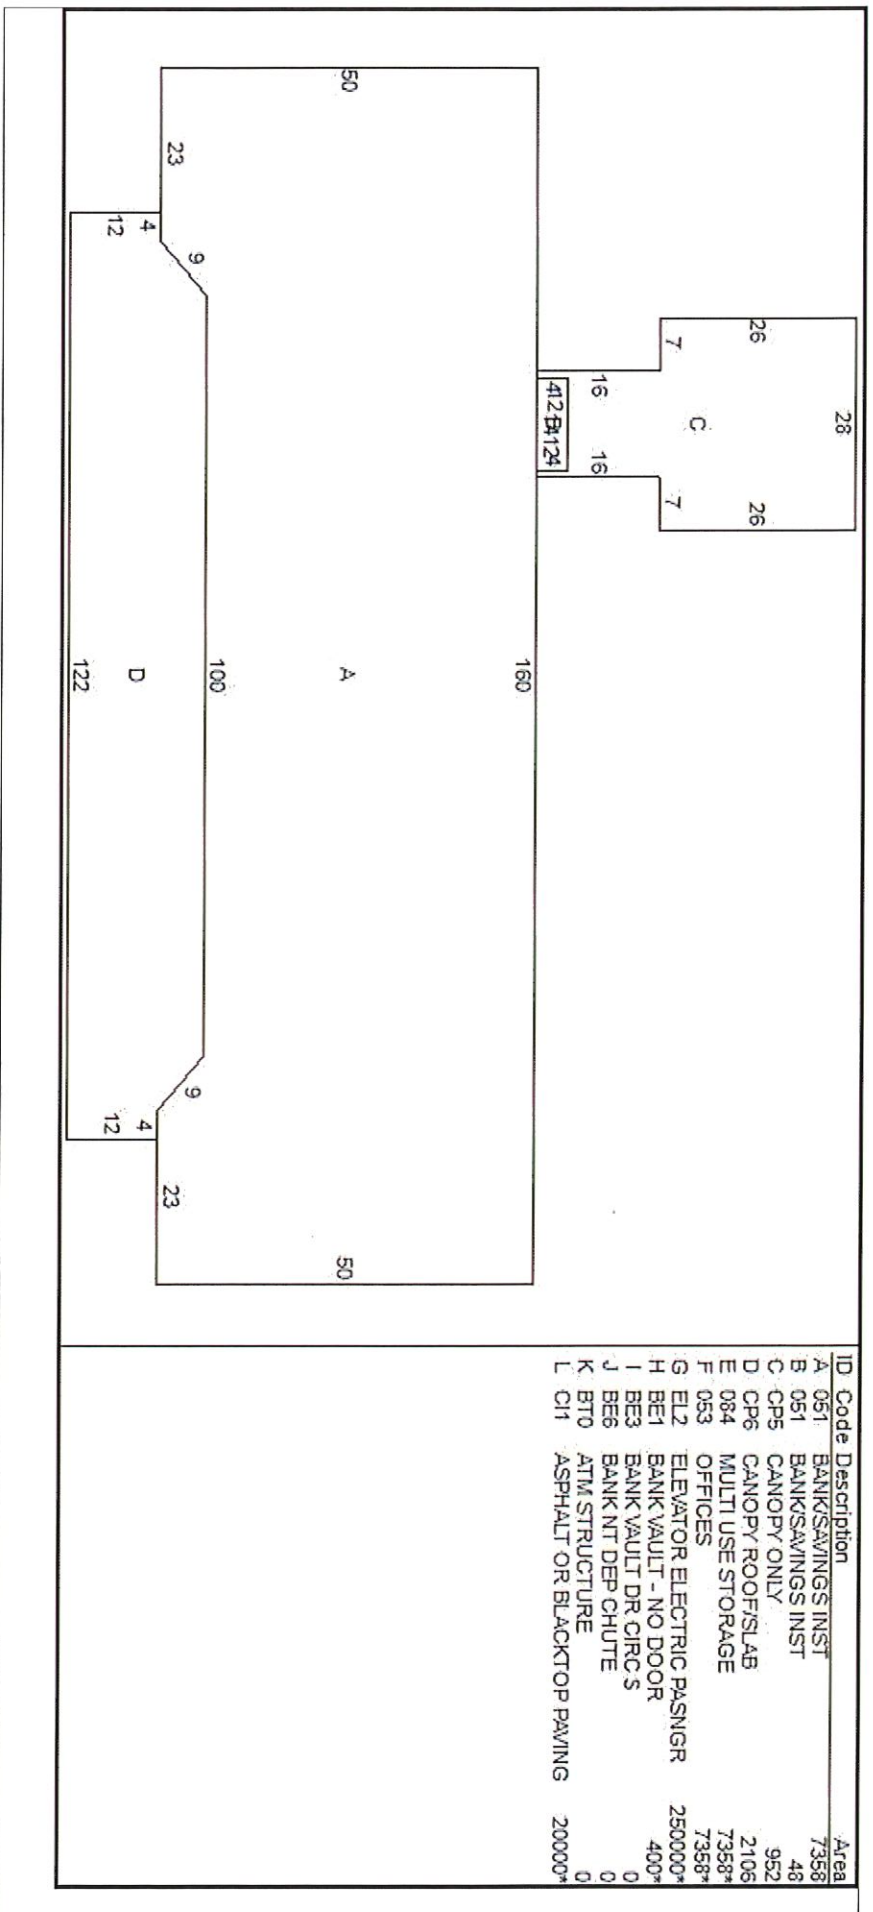 28
26
26
C
7
7
16
16
160
50
A
50
100
9
9
23
4
4
23
12
D
12
122
ID Code Description Area
A 051 BANK/SAVINGS INST 7358
B 051 BANK/SAVINGS INST 48
C CP5 CANOPY ONLY 952
D CP6 CANOPY ROOF/SLAB 2106
E 084 MULTI USE STORAGE 7358*
F 053 OFFICES 7358*
G EL2 ELEVATOR ELECTRIC PASNGR 250000*
H BE1 BANK VAULT - NO DOOR 400*
I BE3 BANK VAULT DR CIRC S 0
J BE6 BANK NT DEP CHUTE 0
K BT0 ATM STRUCTURE 0
L CI1 ASPHALT OR BLACKTOP PAVING 20000*